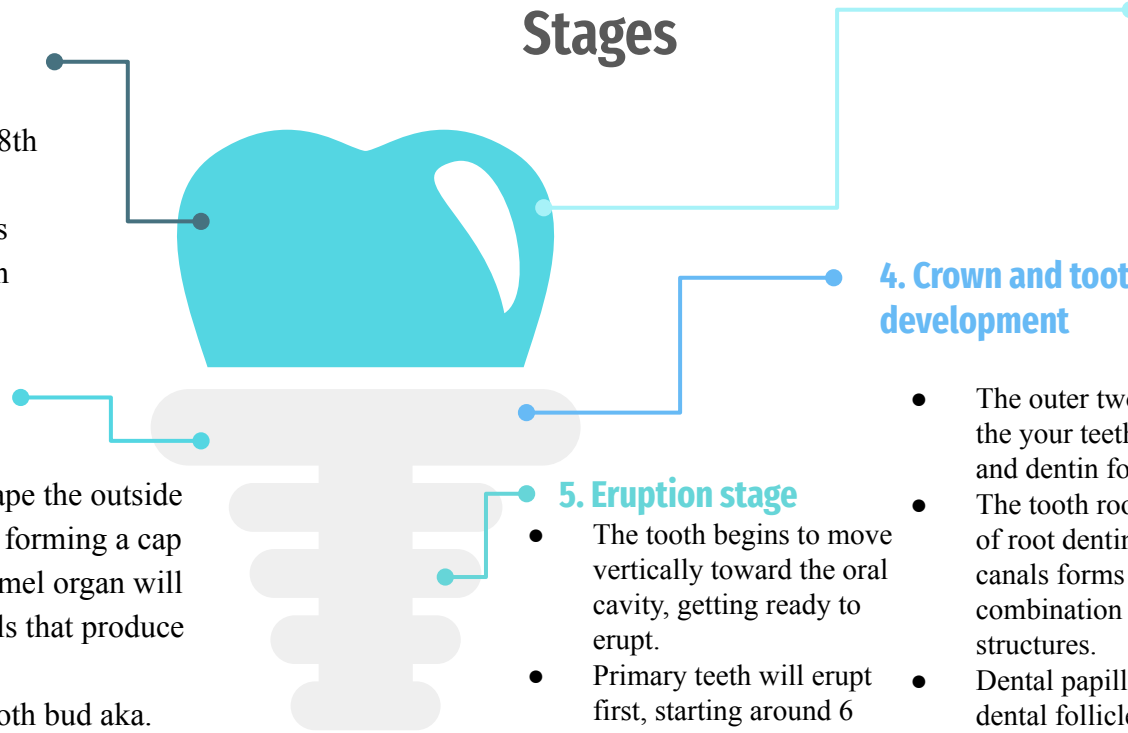 Stages
8th
s
n
ape the outside
forming a cap
mel organ will
ls that produce
oth bud aka.
4. Crown and toot
development
● The outer two
the your teeth
and dentin fo
● The tooth roo
of root dentin
canals forms
combination
structures.
● Dental papill
dental follicle
5. Eruption stage
● The tooth begins to move
vertically toward the oral
cavity, getting ready to
erupt.
● Primary teeth will erupt
first, starting around 6